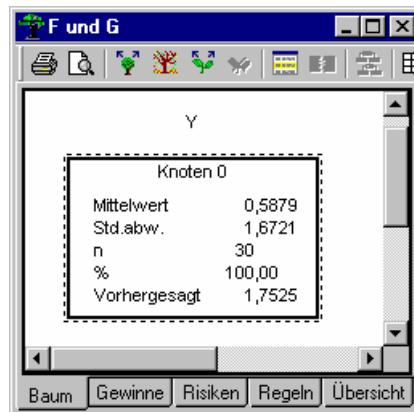 F und G
Y
Knoten 0
Mittelwert 0,5879
Std.abw. 1,6721
n 30
% 100,00
Vorhergesagt 1,7525
Baum Gewinne Risiken Regeln Übersicht